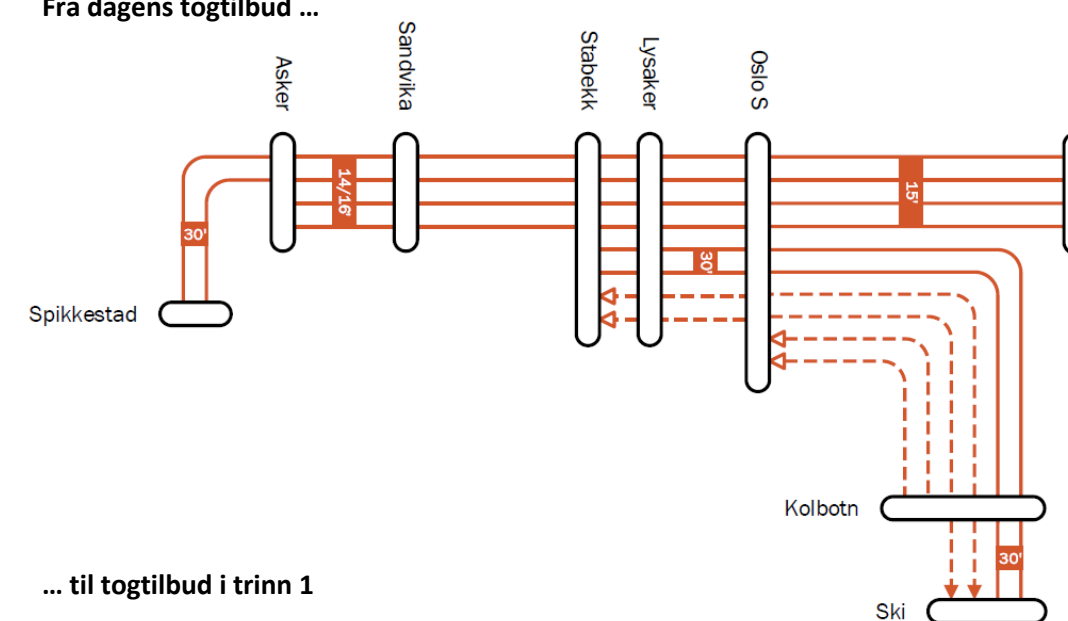 Fra dagens togtilbud …
Asker
Sandvika
Stabekk
Lysaker
Oslo S
14/16'
15'
30'
30'
Spikkestad
Kolbotn
30'
… til togtilbud i trinn 1
Ski